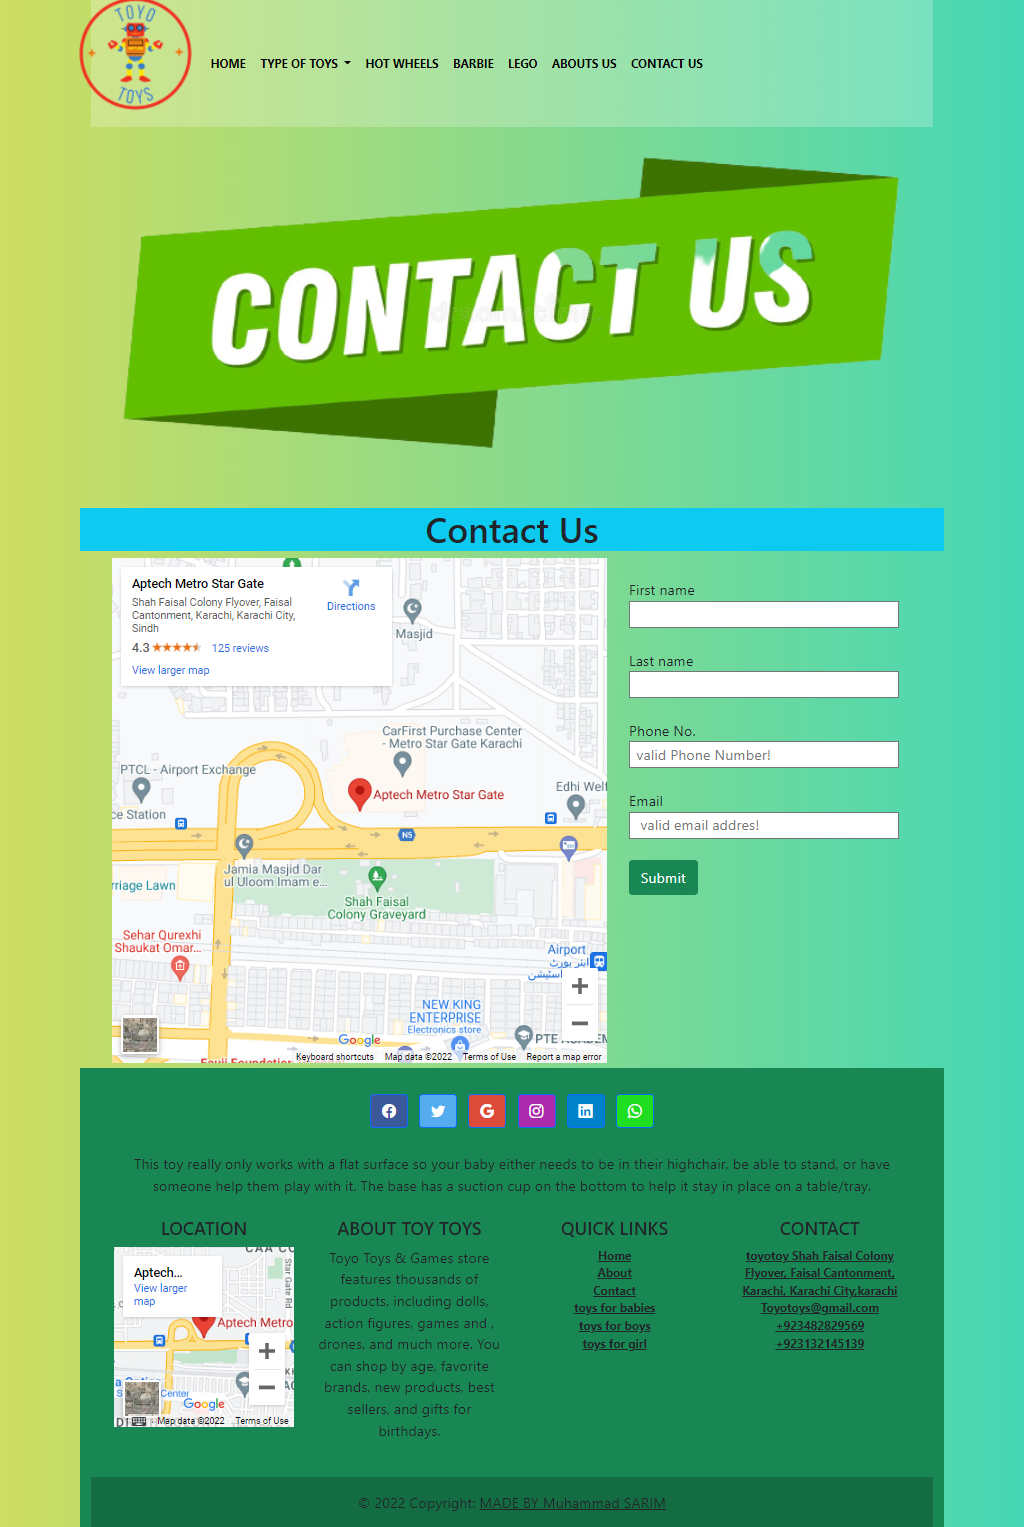 TOYO
TOYS
HOME TYPE OF TOYS HOT WHEELS BARBIE LEGO ABOUTS US CONTACT US
CONTACT US
Contact Us
Aptech Metro Star Gate
Shah Faisal Colony Flyover, Faisal
Cantonment, Karachi, Karachi City,
Sindh
4.3 125 reviews
View larger map
Directions
Masjid
CarFirst Purchase Center
- Metro Star Gate Karachi
PTCL - Airport Exchange
Aptech Metro Star Gate
Edhi Welf
ce Station
N5
Jamia Masjid Dar
ul Uloom Imam e...
rriage Lawn
Shah Faisal
Colony Graveyard
Sehar Qurexhi
Shaukat Omar...
Airport
ایئر پورٹ
اسٹیشن
NEW KING
ENTERPRISE
Electronics store
PTE ACADEM
Fauji Foundation
Google
Keyboard shortcuts Map data ©2022 Terms of Use Report a map error
First name
Last name
Phone No.
valid Phone Number!
Email
valid email addres!
Submit
This toy really only works with a flat surface so your baby either needs to be in their highchair, be able to stand, or have
someone help them play with it. The base has a suction cup on the bottom to help it stay in place on a table/tray.
LOCATION
CAA CO
Star Gate Rd
Aptech...
View larger
map
Aptech Metro
Center
Google
Map data ©2022 Terms of Use
ABOUT TOY TOYS
Toyo Toys & Games store
features thousands of
products, including dolls,
action figures, games and ,
drones, and much more. You
can shop by age, favorite
brands, new products, best
sellers, and gifts for
birthdays.
QUICK LINKS
Home
About
Contact
toys for babies
toys for boys
toys for girl
CONTACT
toyotoy Shah Faisal Colony
Flyover, Faisal Cantonment,
Karachi, Karachi City,karachi
Toyotoys@gmail.com
+923482829569
+923132145139
© 2022 Copyright: MADE BY Muhammad SARIM